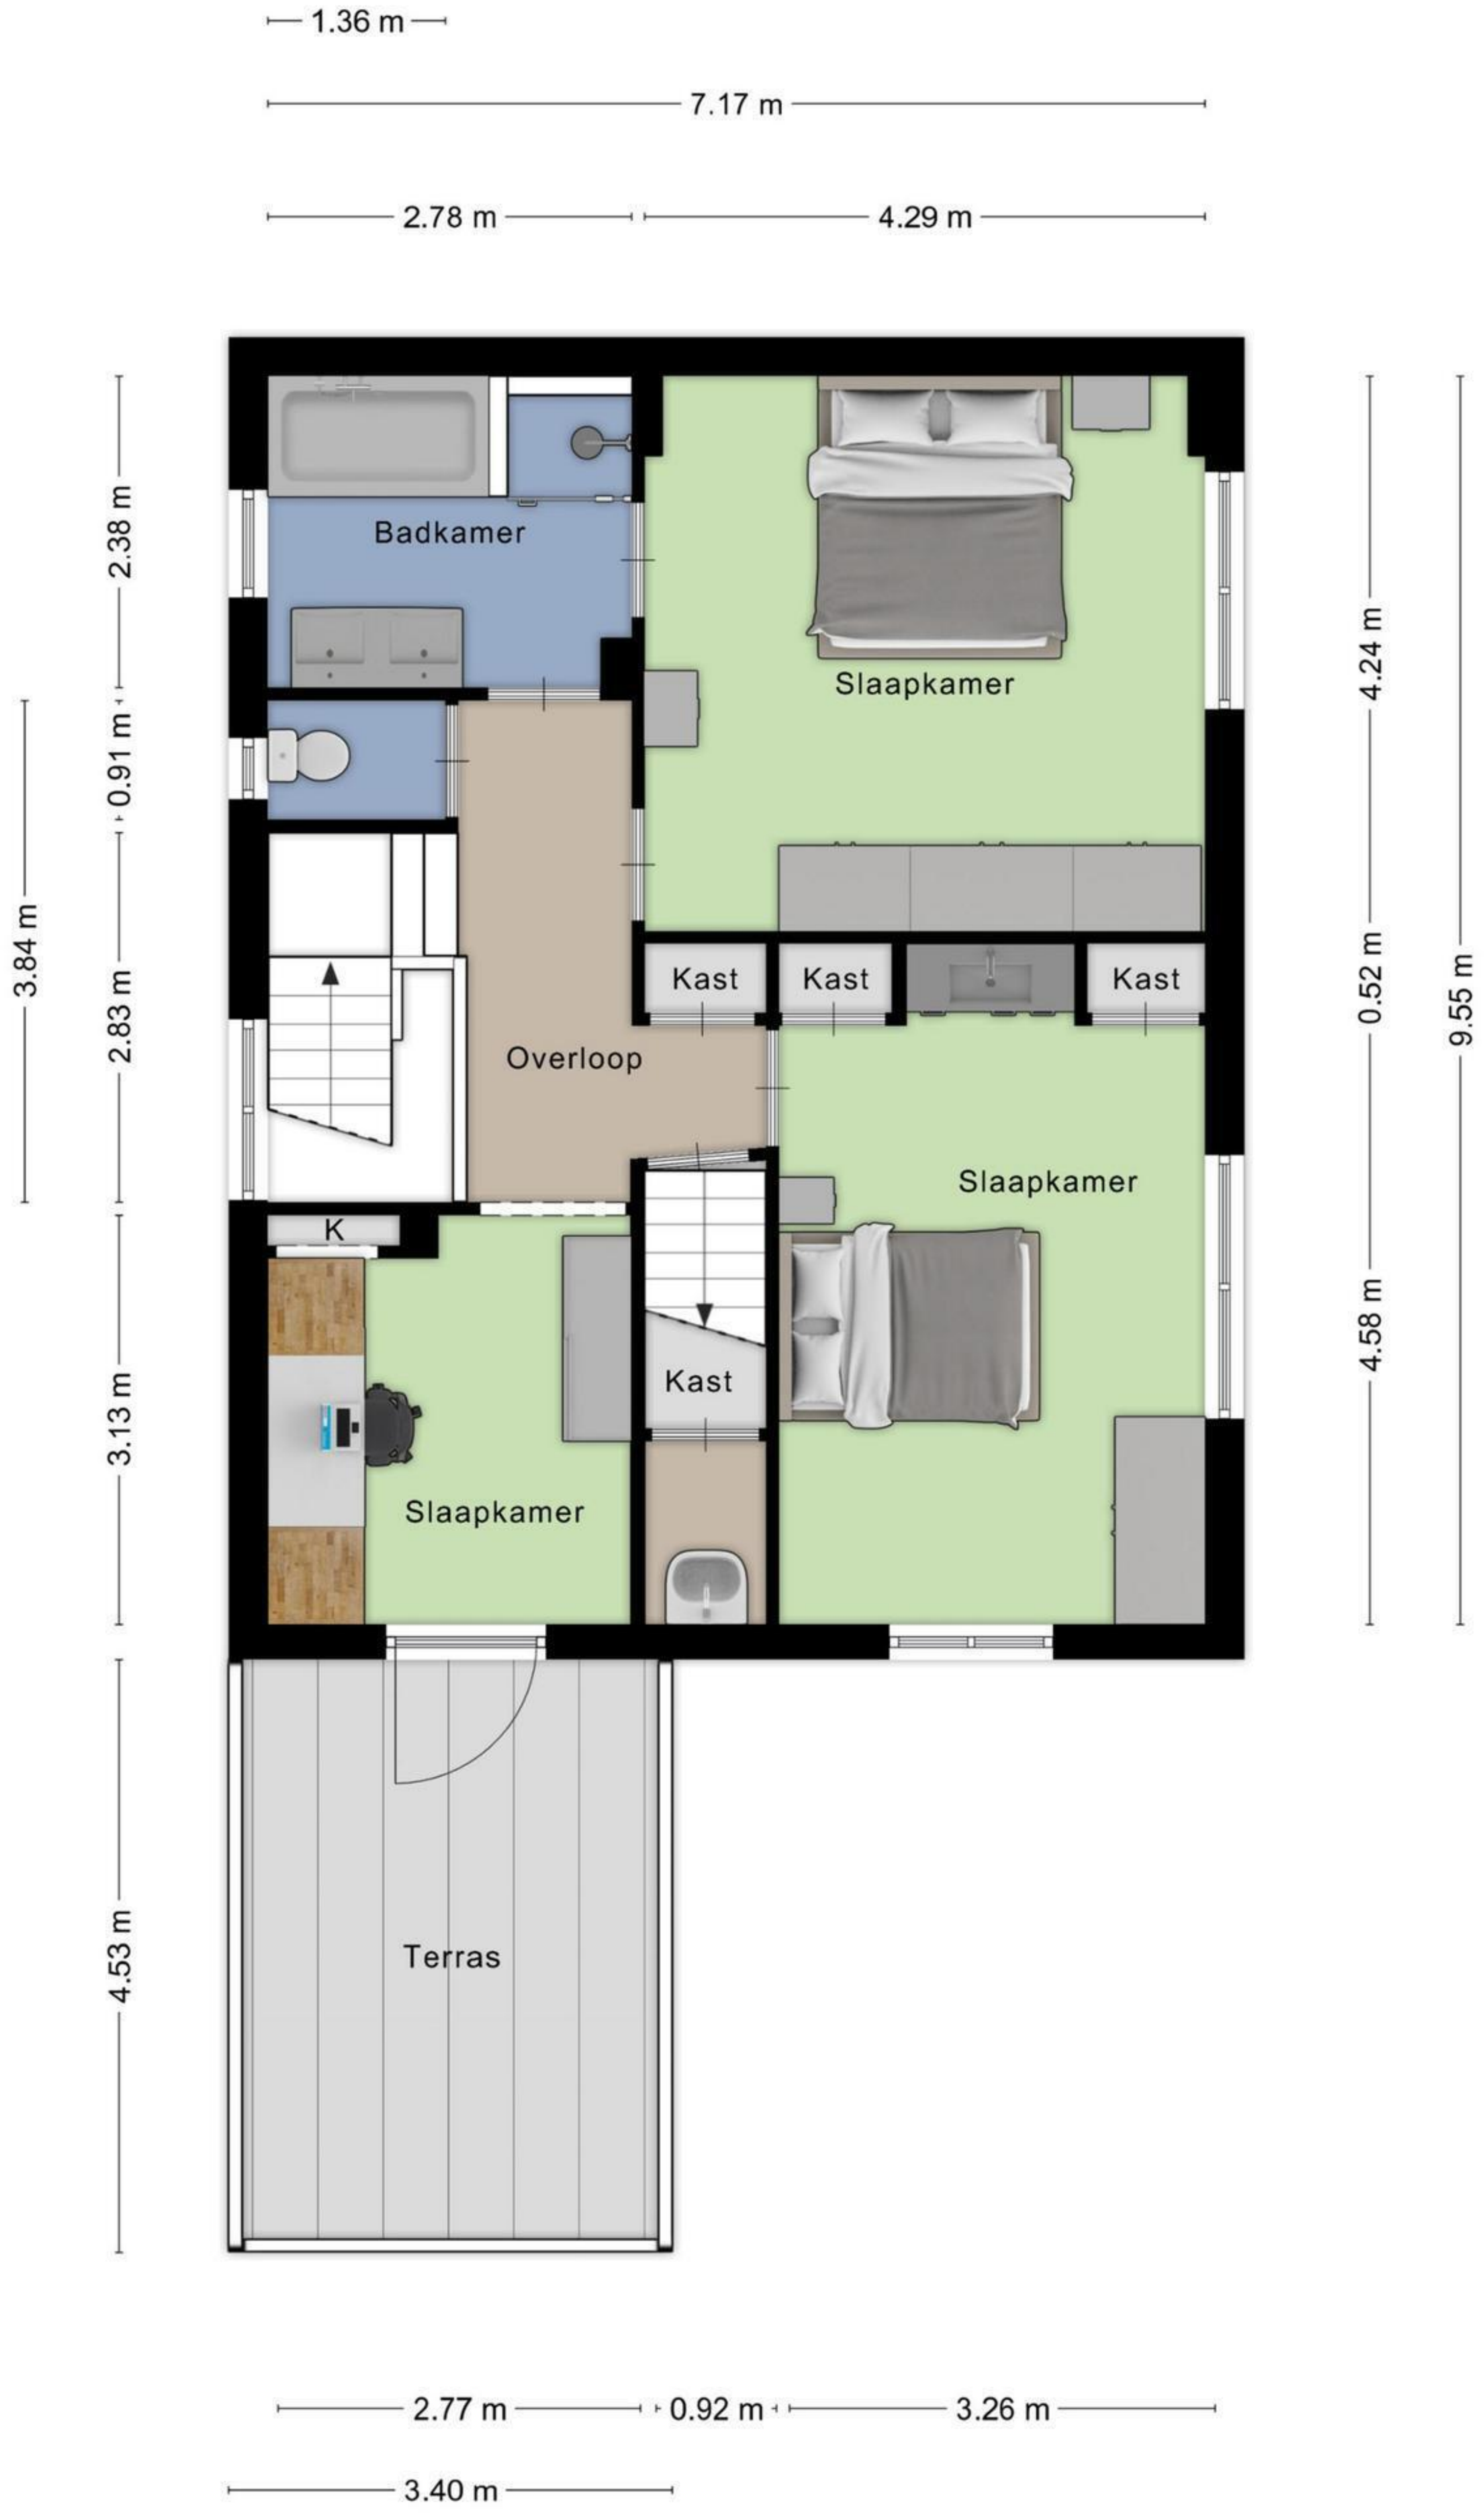 1.36 m
7.17 m
2.78 m
4.29 m
2.38 m
Badkamer
4.24 m
Slaapkamer
0.91 m
3.84 m
2.83 m
Kast
Kast
Kast
0.52 m
9.55 m
Overloop
Slaapkamer
K
4.58 m
3.13 m
Kast
Slaapkamer
4.53 m
Terras
2.77 m
0.92 m
3.26 m
3.40 m